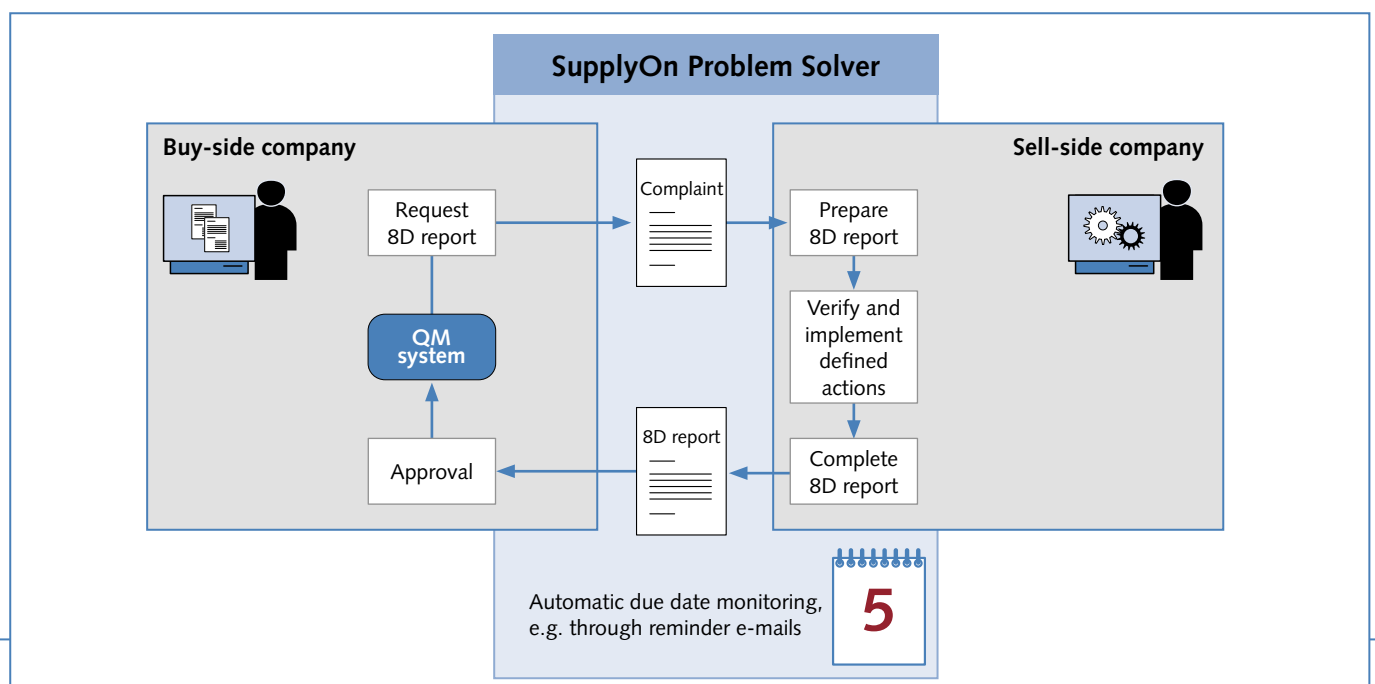 SupplyOn Problem Solver
Buy-side company
Sell-side company
Request
8D report
Complaint
Prepare
8D report
Verify and
implement
defined
actions
QM
system
Approval
8D report
Complete
8D report
Automatic due date monitoring,
e.g. through reminder e-mails
5